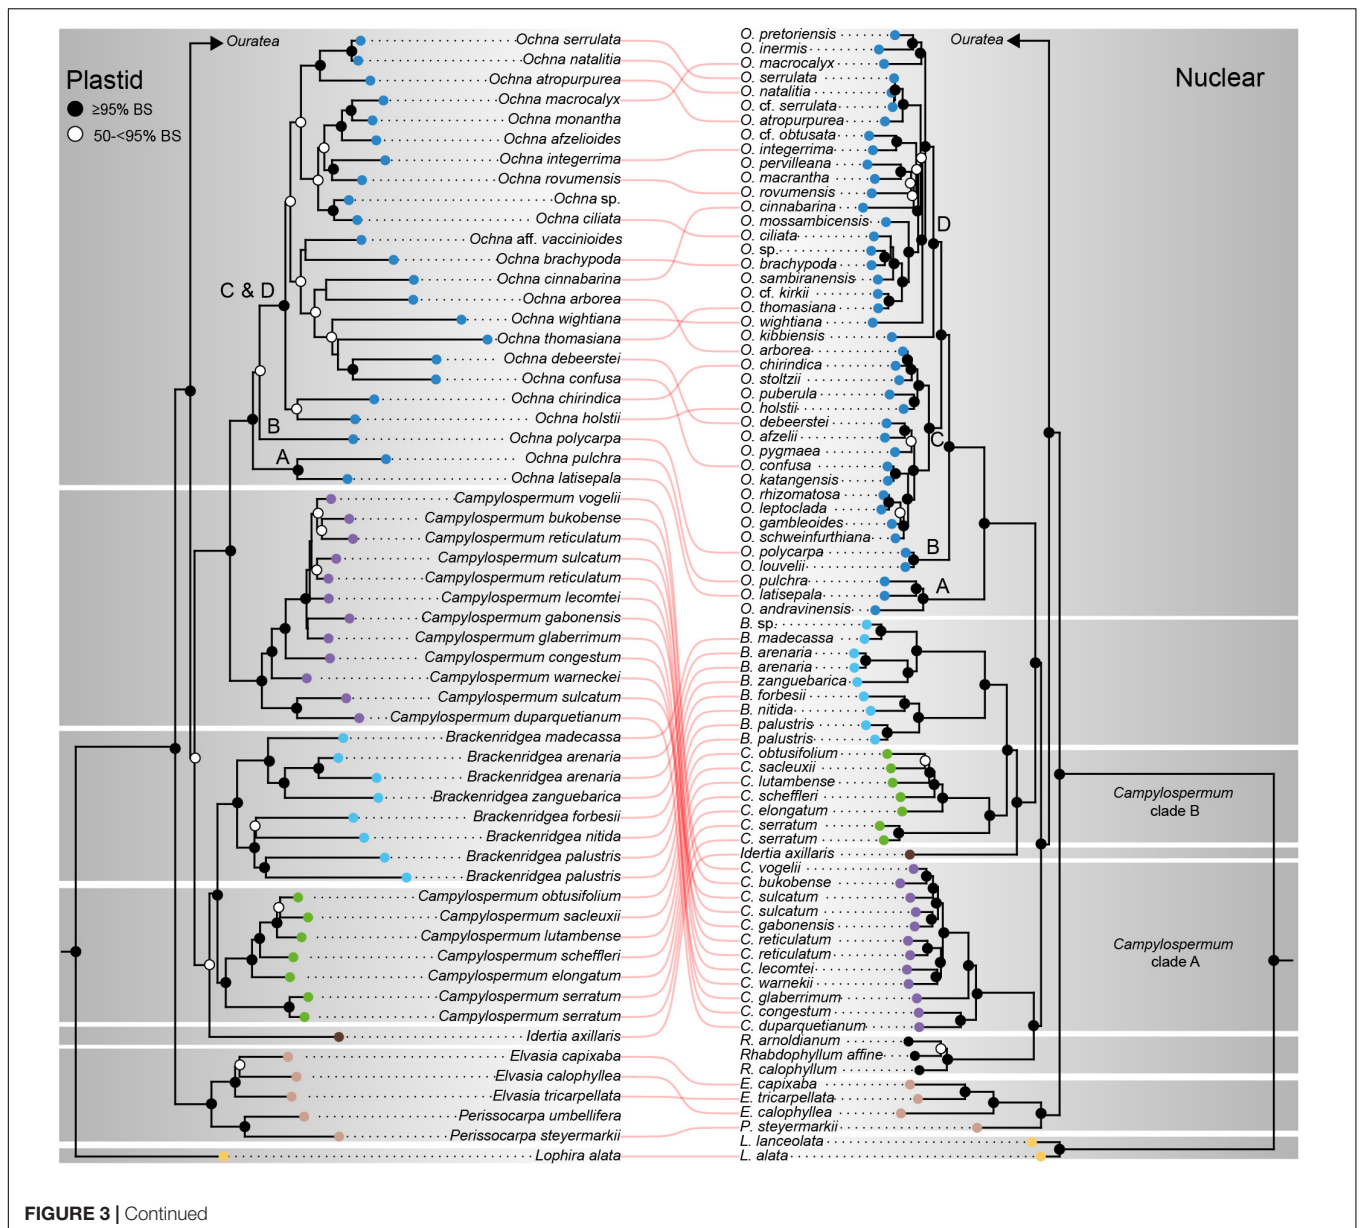 Plastid
≥95% BS
50-<95% BS
Ouratea
Ochna serrulata
Ochna natalitia
Ochna atropurpurea
Ochna macrocalyx
Ochna monantha
Ochna afzelioides
Ochna integerrima
Ochna rovumensis
Ochna sp.
Ochna ciliata
Ochna aff. vaccinioides
Ochna brachypoda
Ochna cinnabarina
Ochna arborea
Ochna wightiana
Ochna thomasiana
Ochna debeerstei
Ochna confusa
Ochna chirindica
Ochna holstii
Ochna polycarpa
Ochna pulchra
Ochna latisepala
C & D
B
A
Campylospermum vogelii
Campylospermum bukobense
Campylospermum reticulatum
Campylospermum sulcatum
Campylospermum reticulatum
Campylospermum lecomtei
Campylospermum gabonensis
Campylospermum glaberrimum
Campylospermum congestum
Campylospermum warneckei
Campylospermum sulcatum
Campylospermum duparquetianum
Brackenridgea madecassa
Brackenridgea arenaria
Brackenridgea arenaria
Brackenridgea zanguebarica
Brackenridgea forbesii
Brackenridgea nitida
Brackenridgea palustris
Brackenridgea palustris
Campylospermum obtusifolium
Campylospermum sacleuxii
Campylospermum lutambense
Campylospermum scheffleri
Campylospermum elongatum
Campylospermum serratum
Campylospermum serratum
Idertia axillaris
Elvasia capixaba
Elvasia calophyllea
Elvasia tricarpellata
Perissocarpa umbellifera
Perissocarpa steyermarkii
Lophira alata
Nuclear
Ouratea
O. pretoriensis
O. inermis
O. macrocalyx
O. serrulata
O. natalitia
O. cf. serrulata
O. atropurpurea
O. cf. obtusata
O. integerrima
O. pervilleana
O. macrantha
O. rovumensis
O. cinnabarina
O. mossambicensis
O. ciliata
O. sp.
O. brachypoda
O. sambiranensis
O. cf. kirkii
O. thomasiana
O. wightiana
O. kibbiensis
O. arborea
O. chirindica
O. stoltzii
O. puberula
O. holstii
O. debeerstei
O. afzelii
O. pygmaea
O. confusa
O. katangensis
O. rhizomatosa
O. leptoclada
O. gambleoides
O. schweinfurthiana
O. polycarpa
O. louvelii
O. pulchra
O. latisepala
O. andravinensis
D
C
B
A
B. sp.
B. madecassa
B. arenaria
B. arenaria
B. zanguebarica
B. forbesii
B. nitida
B. palustris
B. palustris
C. obtusifolium
C. sacleuxii
C. lutambense
C. scheffleri
C. elongatum
C. serratum
C. serratum
Campylospermum
clade B
Idertia axillaris
C. vogelii
C. bukobense
C. sulcatum
C. sulcatum
C. gabonensis
C. reticulatum
C. reticulatum
C. lecomtei
C. warnekii
C. glaberrimum
C. congestum
C. duparquetianum
Campylospermum
clade A
R. arnoldianum
Rhabdophyllum affine
R. calophyllum
E. capixaba
E. tricarpellata
E. calophyllea
P. steyermarkii
L. lanceolata
L. alata
FIGURE 3 | Continued